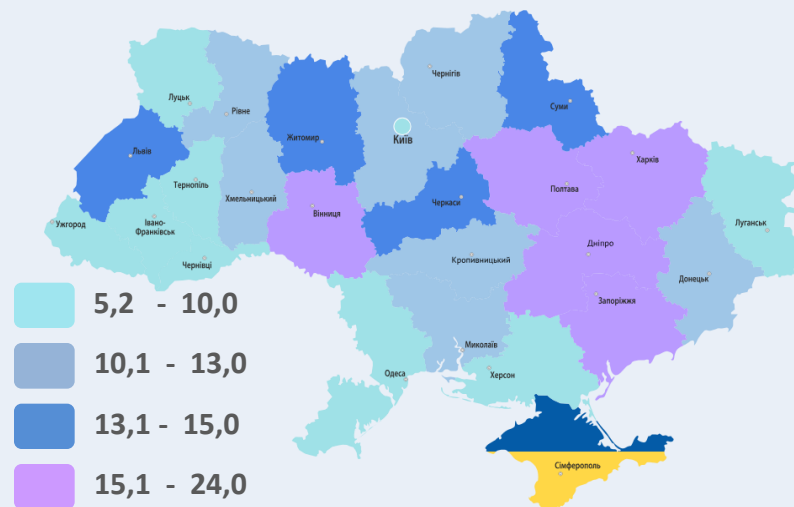 Чернігів
Луцьк
Рівне
Суми
Житомир
Київ
Львів
Харків
Тернопіль
Полтава
Хмельницький
Черкаси
Вінниця
Ужгород
Івано-
Франківськ
Луганськ
Чернівці
Кропивницький
Дніпро
Донецьк
Запоріжжя
5,2 - 10,0
10,1 - 13,0
Миколаїв
Одеса
Херсон
13,1 - 15,0
Сімферополь
15,1 - 24,0